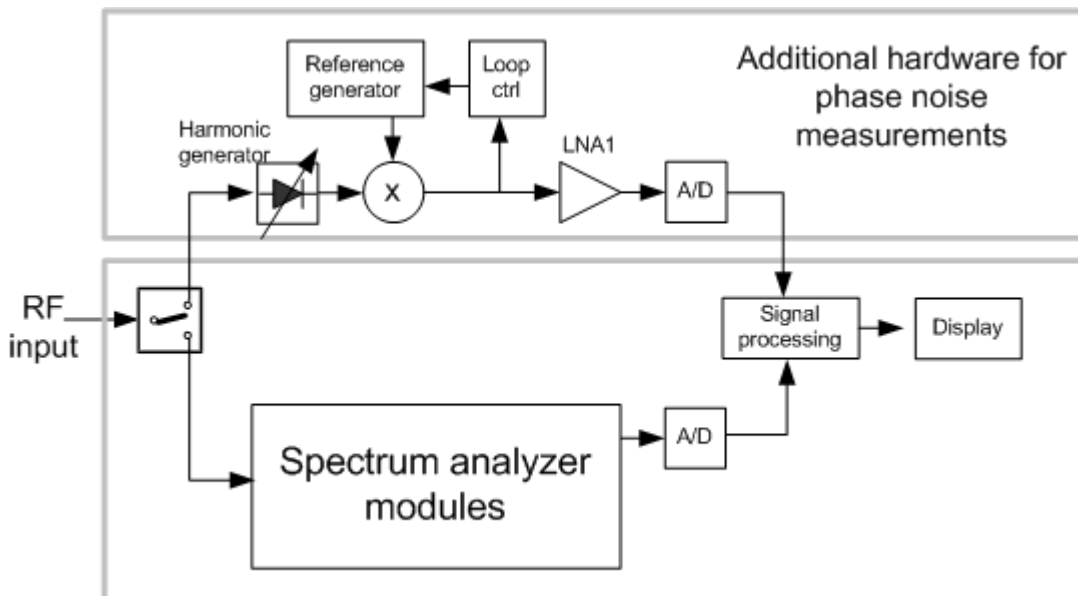 Additional hardware for
phase noise
measurements
Reference
generator
Loop
ctrl
Harmonic
generator
X
LNA1
A/D
RF
input
Signal
processing
Display
Spectrum analyzer
modules
A/D